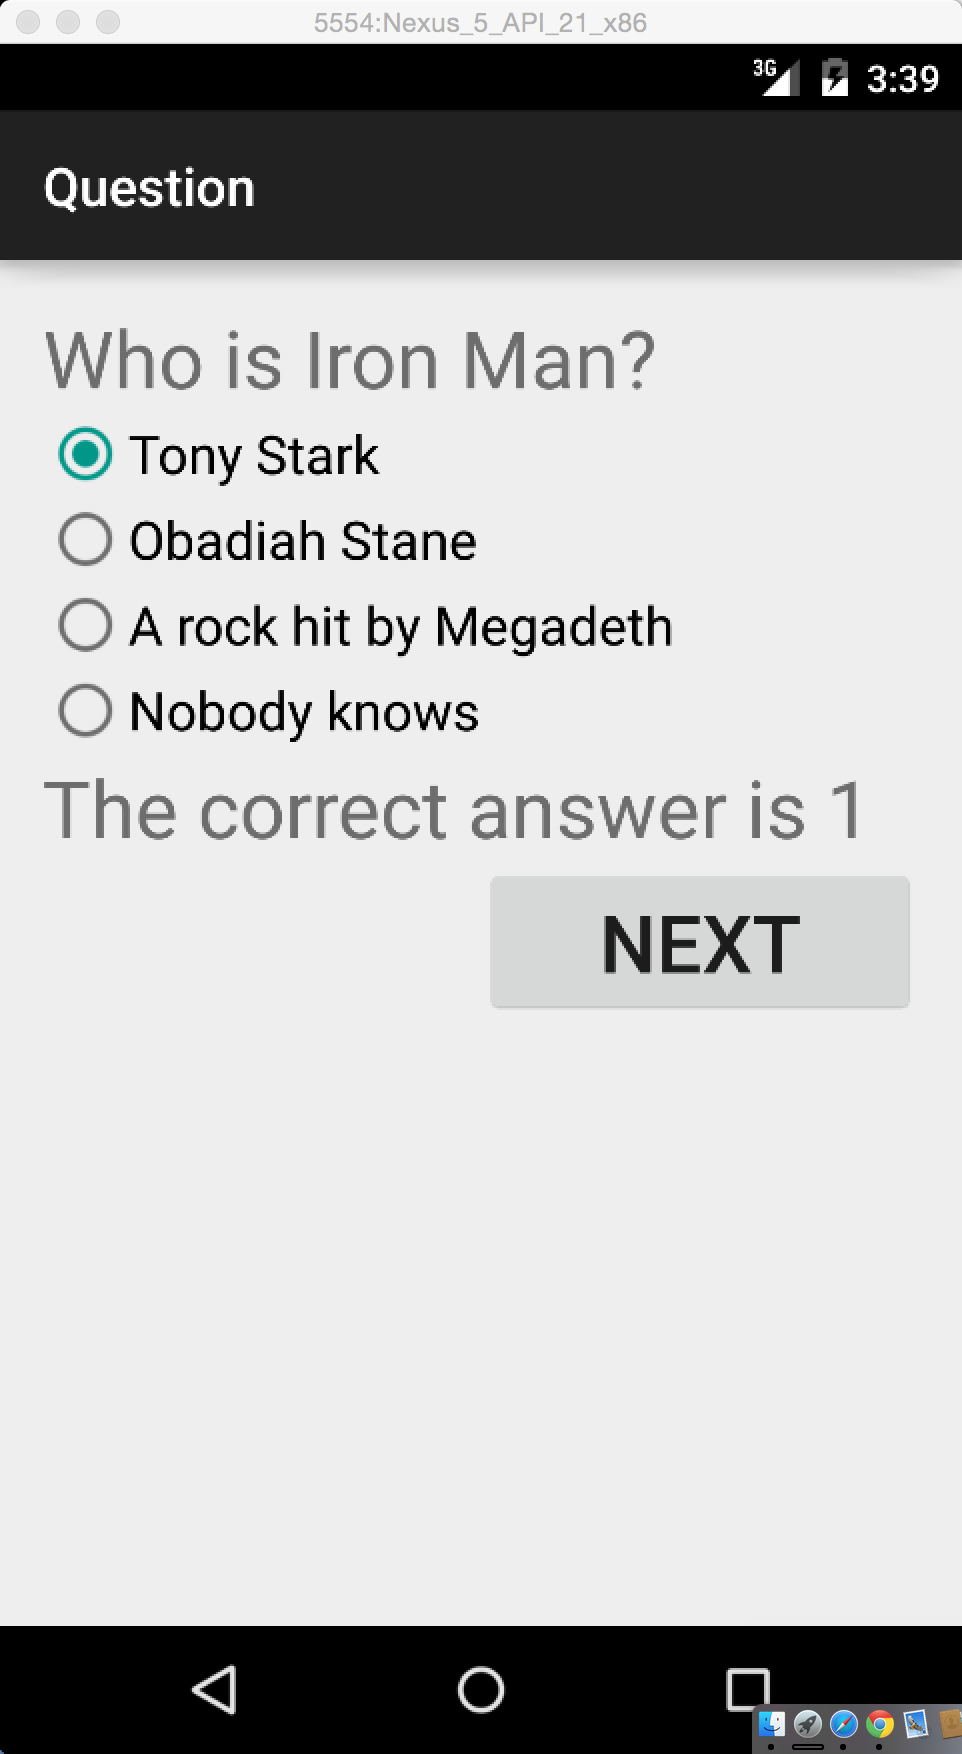 5554:Nexus_5_API_21_x86
3G 3:39
Question
Who is Iron Man?
Tony Stark
Obadiah Stane
A rock hit by Megadeth
Nobody knows
The correct answer is 1
NEXT